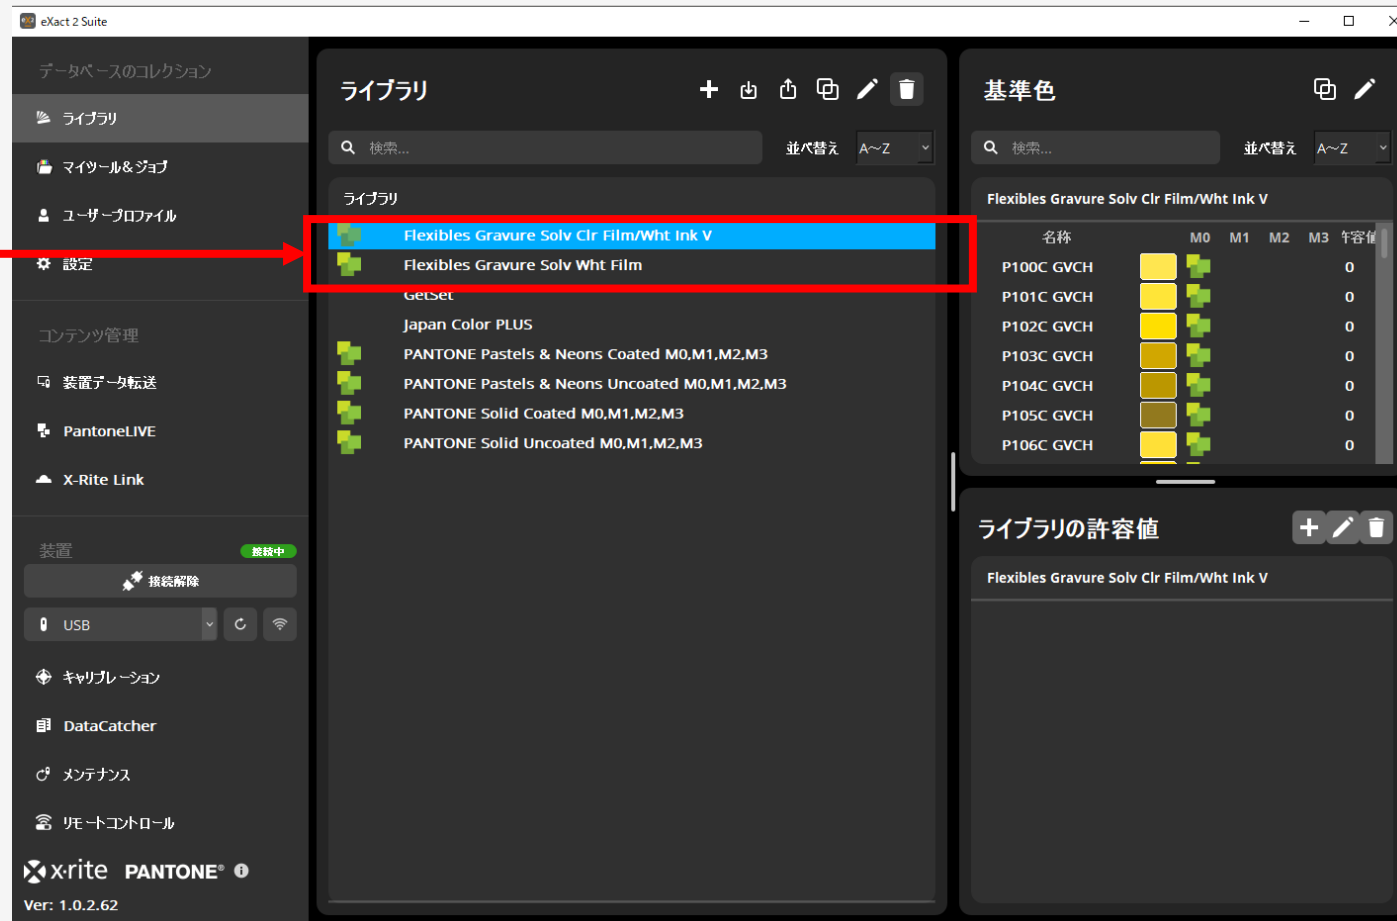 eXact 2 Suite
データベースのコレクション
ライブラリ
マイツール&ジョブ
ユーザープロファイル
設定
コンテンツ管理
装置データ転送
PantoneLIVE
X-Rite Link
装置
接続中
接続解除
USB
キャリブレーション
DataCatcher
メンテナンス
リモートコントロール
x·rite PANTONE®
Ver: 1.0.2.62
ライブラリ
検索...
並べ替え A～Z
ライブラリ
Flexibles Gravure Solv Clr Film/Wht Ink V
Flexibles Gravure Solv Wht Film
GetSet
Japan Color PLUS
PANTONE Pastels & Neons Coated M0,M1,M2,M3
PANTONE Pastels & Neons Uncoated M0,M1,M2,M3
PANTONE Solid Coated M0,M1,M2,M3
PANTONE Solid Uncoated M0,M1,M2,M3
基準色
検索...
並べ替え A～Z
Flexibles Gravure Solv Clr Film/Wht Ink V
名称 M0 M1 M2 M3
P100C GVCH 0
P101C GVCH 0
P102C GVCH 0
P103C GVCH 0
P104C GVCH 0
P105C GVCH 0
P106C GVCH 0
ライブラリの許容値
Flexibles Gravure Solv Clr Film/Wht Ink V